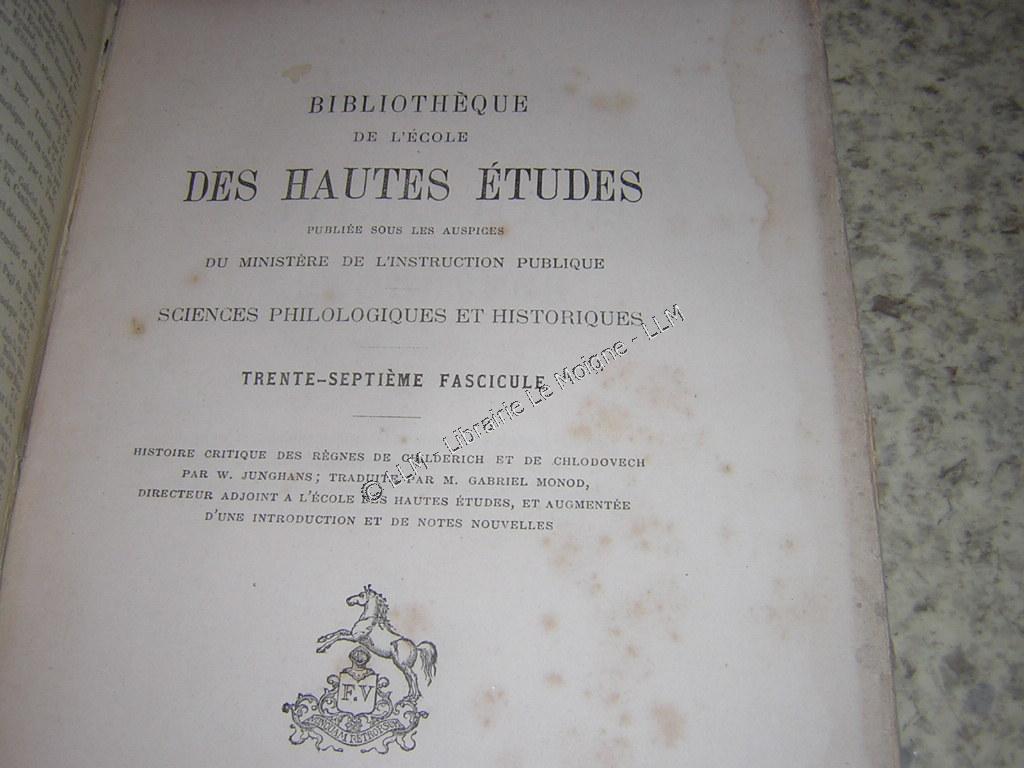 BIBLIOTHÈQUE
DE L'ÉCOLE
DES HAUTES ÉTUDES
PUBLIÉE SOUS LES AUSPICES
DU MINISTÈRE DE L'INSTRUCTION PUBLIQUE
SCIENCES PHILOLOGIQUES ET HISTORIQUES
TRENTE-SEPTIÈME FASCICULE
HISTOIRE CRITIQUE DES RÈGNES DE CHILDERICH ET DE CHLODOVECH
PAR W. JUNGHANS; TRADUITE PAR M. GABRIEL MONOD,
DIRECTEUR ADJOINT A L'ÉCOLE DES HAUTES ÉTUDES, ET AUGMENTÉE
D'UNE INTRODUCTION ET DE NOTES NOUVELLES
F.V
© LLM - Librairie Le Moigne - LLM